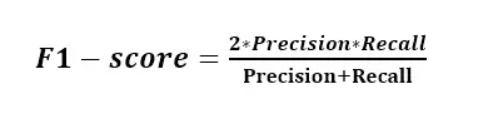 F1 − score = 2*Precision*Recall / Precision+Recall